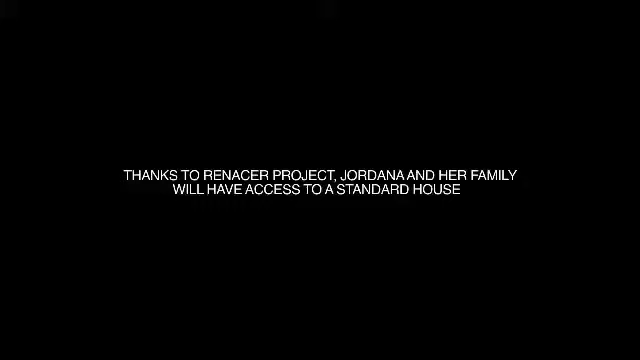 THANKS TO RENACER PROJECT, JORDANA AND HER FAMILY
WILL HAVE ACCESS TO A STANDARD HOUSE